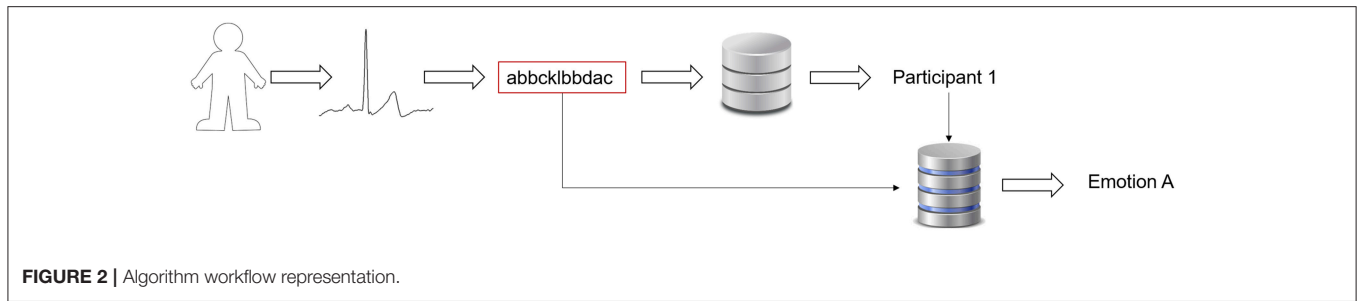 abbcklbbdac
Participant 1
Emotion A
FIGURE 2 | Algorithm workflow representation.